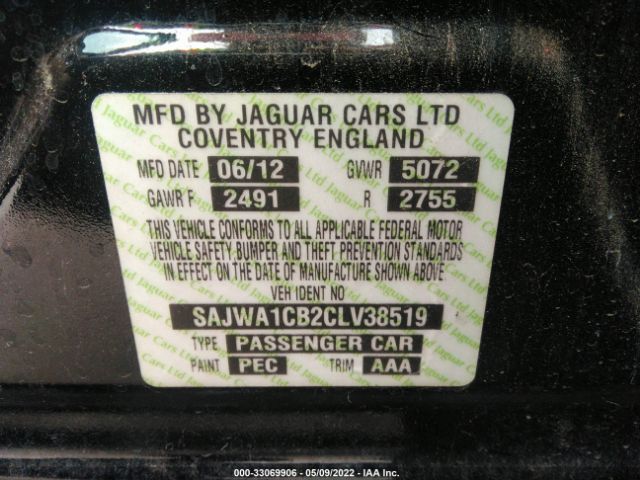 MFD BY JAGUAR CARS LTD
COVENTRY ENGLAND
MFD DATE 06/12 GVWR 5072
GAWR F 2491 R 2755
THIS VEHICLE CONFORMS TO ALL APPLICABLE FEDERAL MOTOR
VEHICLE SAFETY, BUMPER AND THEFT PREVENTION STANDARDS
IN EFFECT ON THE DATE OF MANUFACTURE SHOWN ABOVE
VEH IDENT NO
SAJWA1CB2CLV38519
TYPE PASSENGER CAR
PAINT PEC TRIM AAA
000-33069906 - 05/09/2022 - IAA Inc.